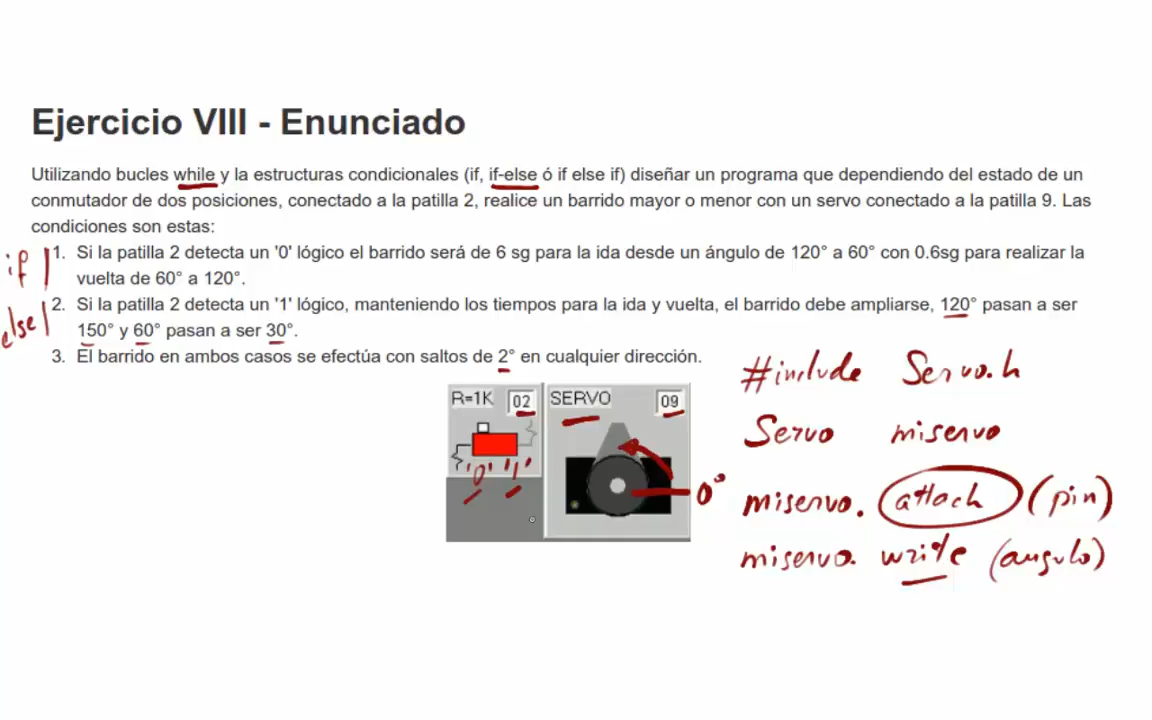 Ejercicio VIII - Enunciado
Utilizando bucles while y la estructuras condicionales (if, if-else ó if else if) diseñar un programa que dependiendo del estado de un
conmutador de dos posiciones, conectado a la patilla 2, realice un barrido mayor o menor con un servo conectado a la patilla 9. Las
condiciones son estas:
if
1. Si la patilla 2 detecta un '0' lógico el barrido será de 6 sg para la ida desde un ángulo de 120° a 60° con 0.6sg para realizar la
vuelta de 60° a 120°.
else
2. Si la patilla 2 detecta un '1' lógico, manteniendo los tiempos para la ida y vuelta, el barrido debe ampliarse, 120° pasan a ser
150° y 60° pasan a ser 30°.
3. El barrido en ambos casos se efectúa con saltos de 2° en cualquier dirección.
R=1K 02
'0' '1'
SERVO 09
0°
#include Servo.h
Servo miservo
miservo. attach (pin)
miservo. write (angulo)